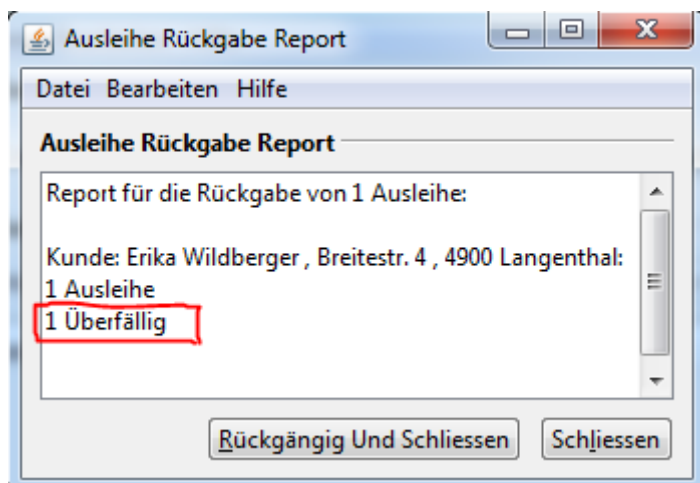 Ausleihe Rückgabe Report
Datei Bearbeiten Hilfe
Ausleihe Rückgabe Report
Report für die Rückgabe von 1 Ausleihe:
Kunde: Erika Wildberger , Breitestr. 4 , 4900 Langenthal:
1 Ausleihe
1 Überfällig
Rückgängig Und Schliessen Schliessen